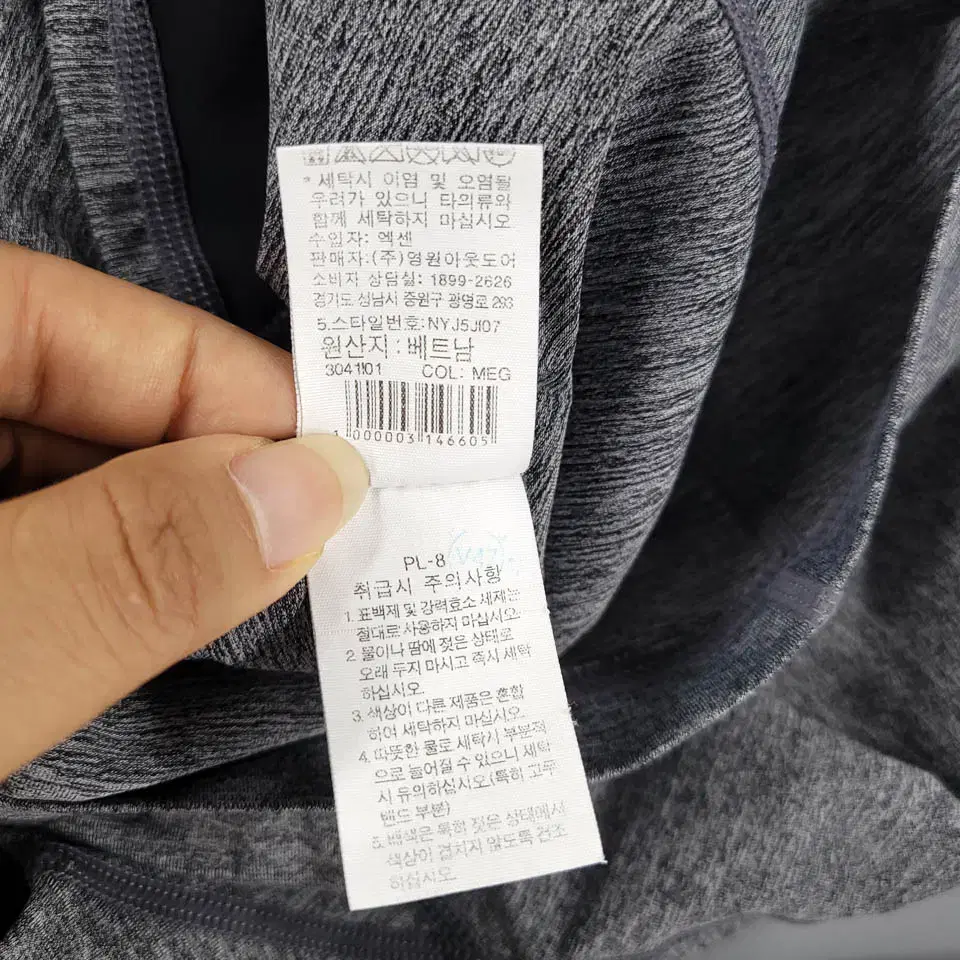 * 세탁시 이염 및 오염될
우려가 있으니 타의류와
함께 세탁하지 마십시오
수입자: 엑센
판매자:(주)영원아웃도어
소비자 상담실: 1899-2626
경기도 성남시 중원구 광명로 293
5.스타일번호:NYJ5JI07
원산지 : 베트남
3041101 COL: MEG
1 000003 146605
PL-8
취급시 주의사항
1. 표백제 및 강력효소 세제는
절대로 사용하지 마십시오.
2. 물이나 땀에 젖은 상태로
오래 두지 마시고 즉시 세탁
하십시오.
3. 색상이 다른 제품은 혼합
하여 세탁하지 마십시오.
4. 따뜻한 물로 세탁기 부분적
으로 늘어질 수 있으니 세탁
시 유의하십시오(특히 고무
밴드 부분)
5. 배색은 특히 젖은 상태에서
색상이 겹치지 않도록 건조
하십시오.